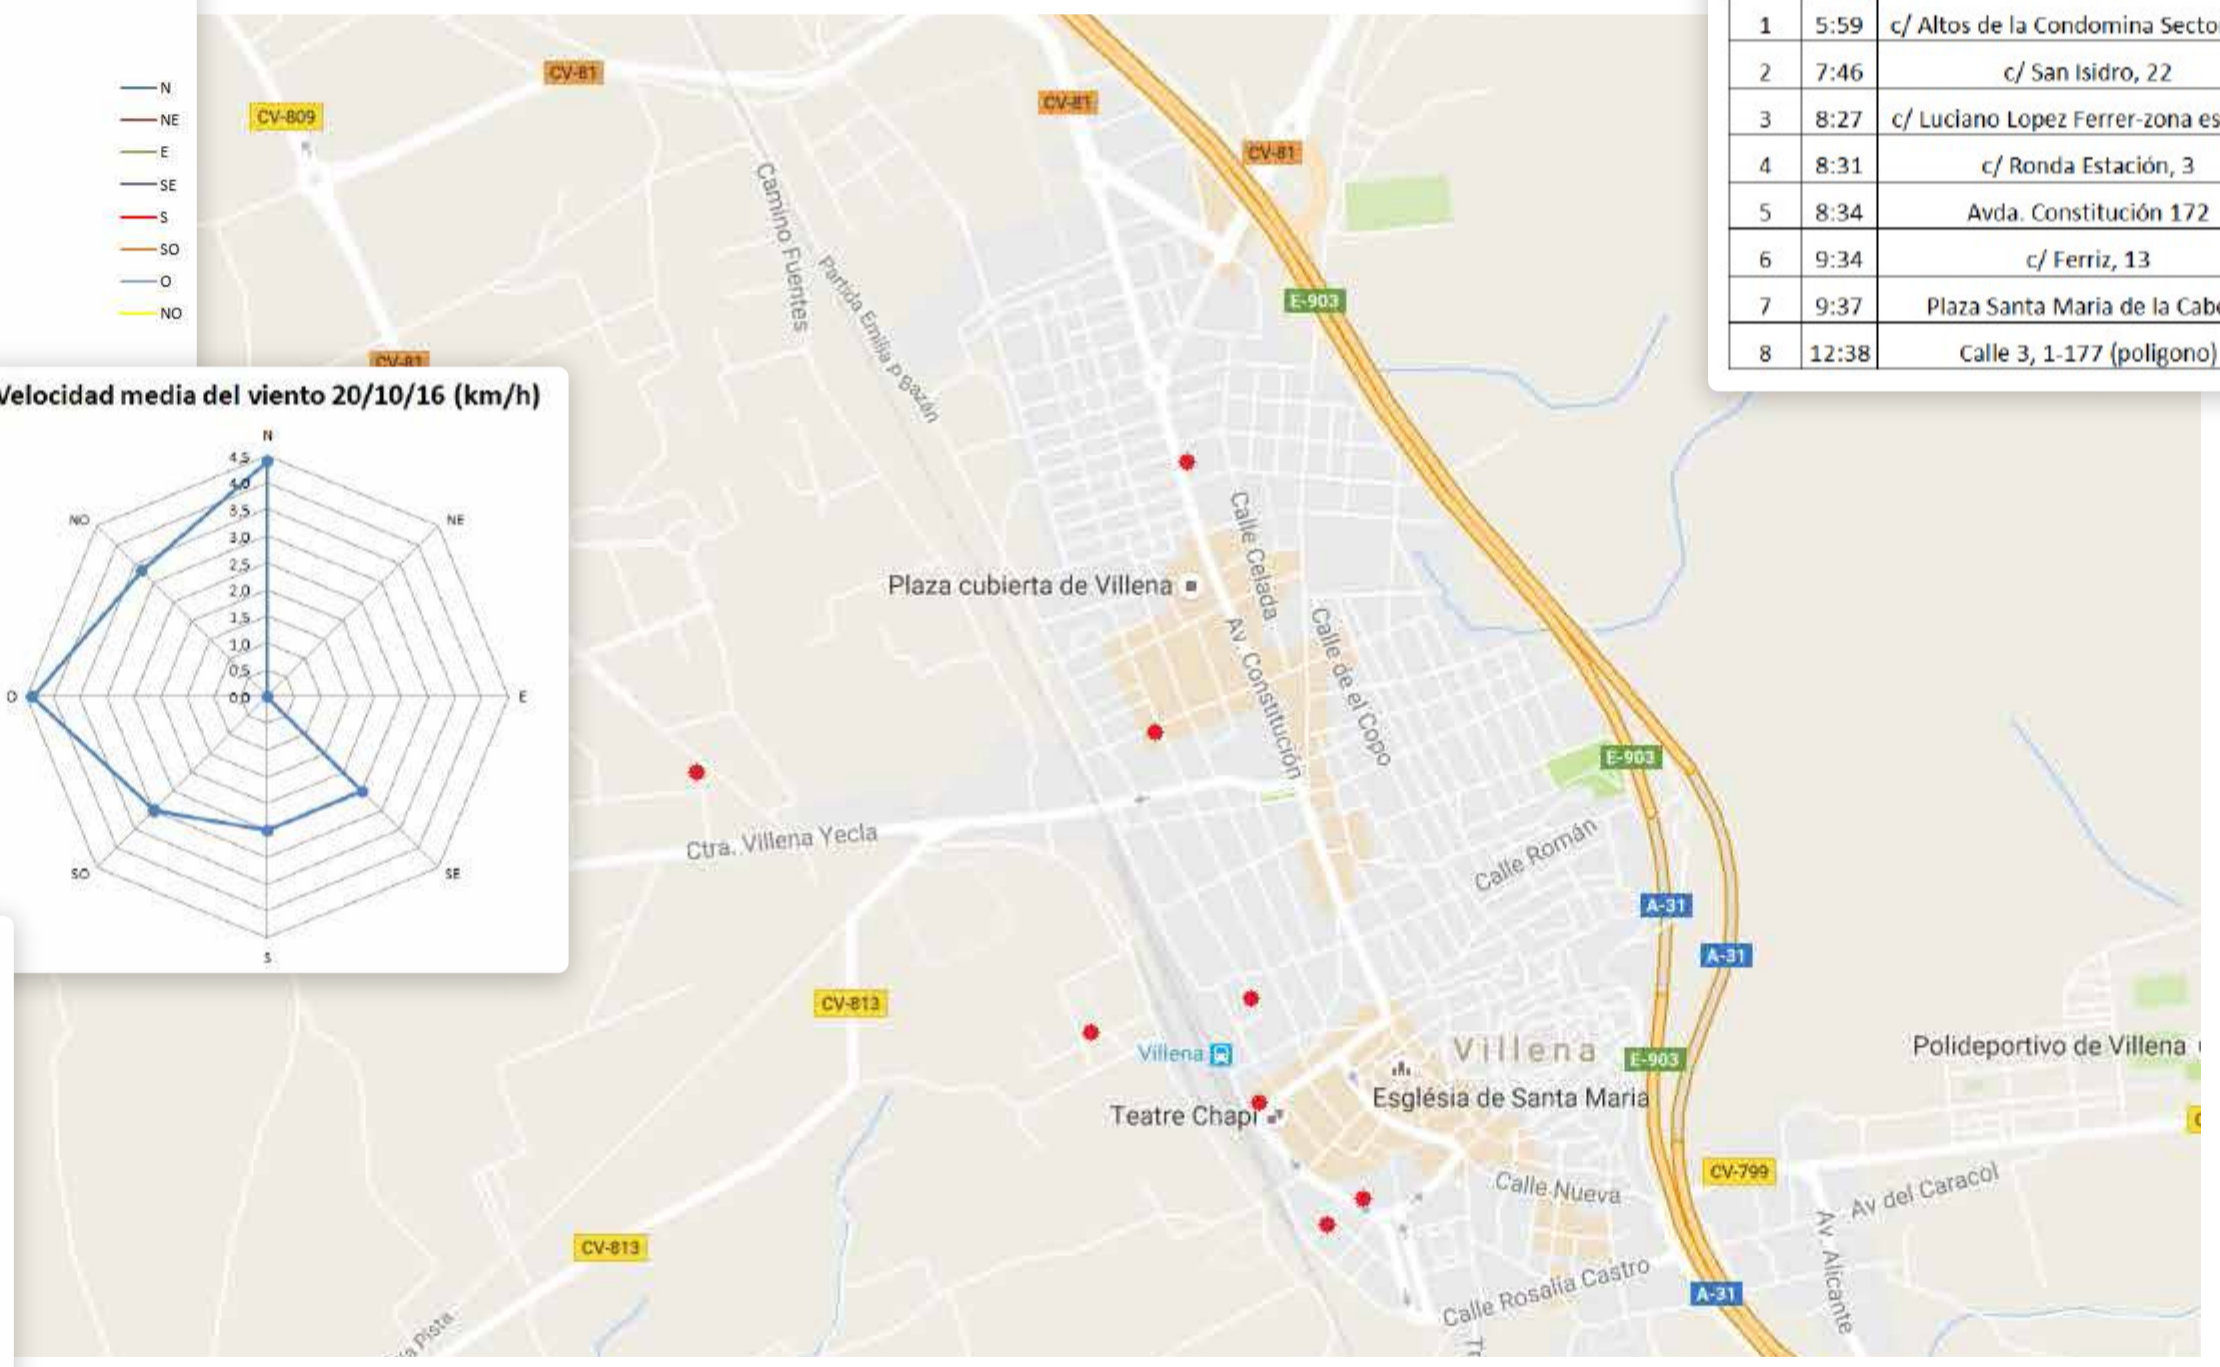 N
NE
E
SE
S
SO
O
NO
Velocidad media del viento 20/10/16 (km/h)
N
NE
E
SE
S
SO
O
NO
4,5
4,0
3,5
3,0
2,5
2,0
1,5
1,0
0,5
0,0
1 5:59 c/ Altos de la Condomina
2 7:46 c/ San Isidro, 22
3 8:27 c/ Luciano Lopez Ferrer-zona
4 8:31 c/ Ronda Estación, 3
5 8:34 Avda. Constitución 172
6 9:34 c/ Ferriz, 13
7 9:37 Plaza Santa Maria de la
8 12:38 Calle 3, 1-177 (poligono)
CV-81
CV-809
CV-81
CV-81
CV-81
Camino Fuentes
Partida Emilia p Bazán
E-903
Calle Celada
Plaza cubierta de Villena
Av. Constitución
Calle de el Copo
E-903
Ctra. Villena Yecla
Calle Román
A-31
A-31
CV-813
Villena
Villena
E-903
Polideportivo de Villena
Teatre Chapí
Església de Santa Maria
CV-799
Calle Nueva
Av del Caracol
Av. Alicante
CV-813
Calle Rosalía Castro
A-31
Pista